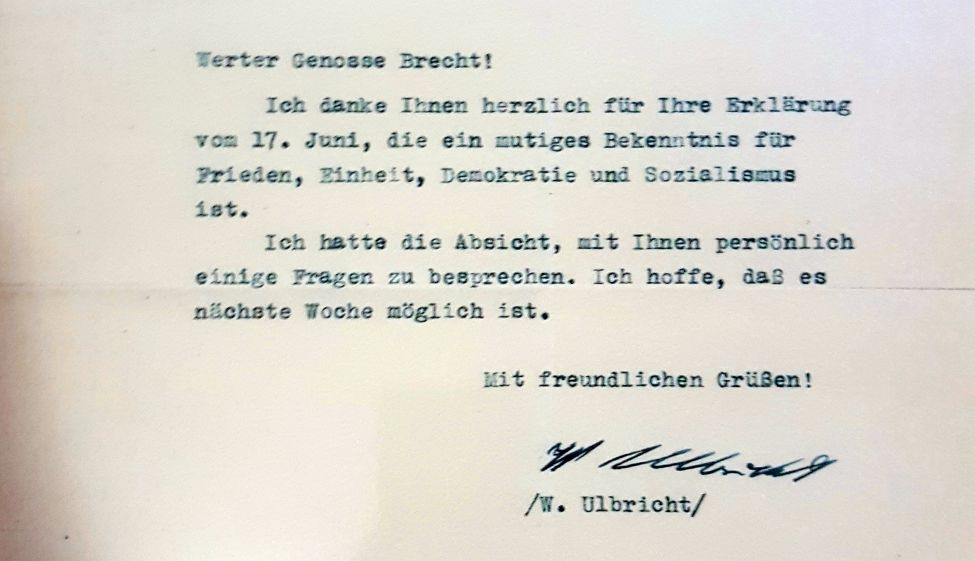 Werter Genosse Brecht!
Ich danke Ihnen herzlich für Ihre Erklärung
vom 17. Juni, die ein mutiges Bekenntnis für
Frieden, Einheit, Demokratie und Sozialismus
ist.
Ich hatte die Absicht, mit Ihnen persönlich
einige Fragen zu besprechen. Ich hoffe, daß es
nächste Woche möglich ist.
Mit freundlichen Grüßen!
W Ulbricht
/W. Ulbricht/